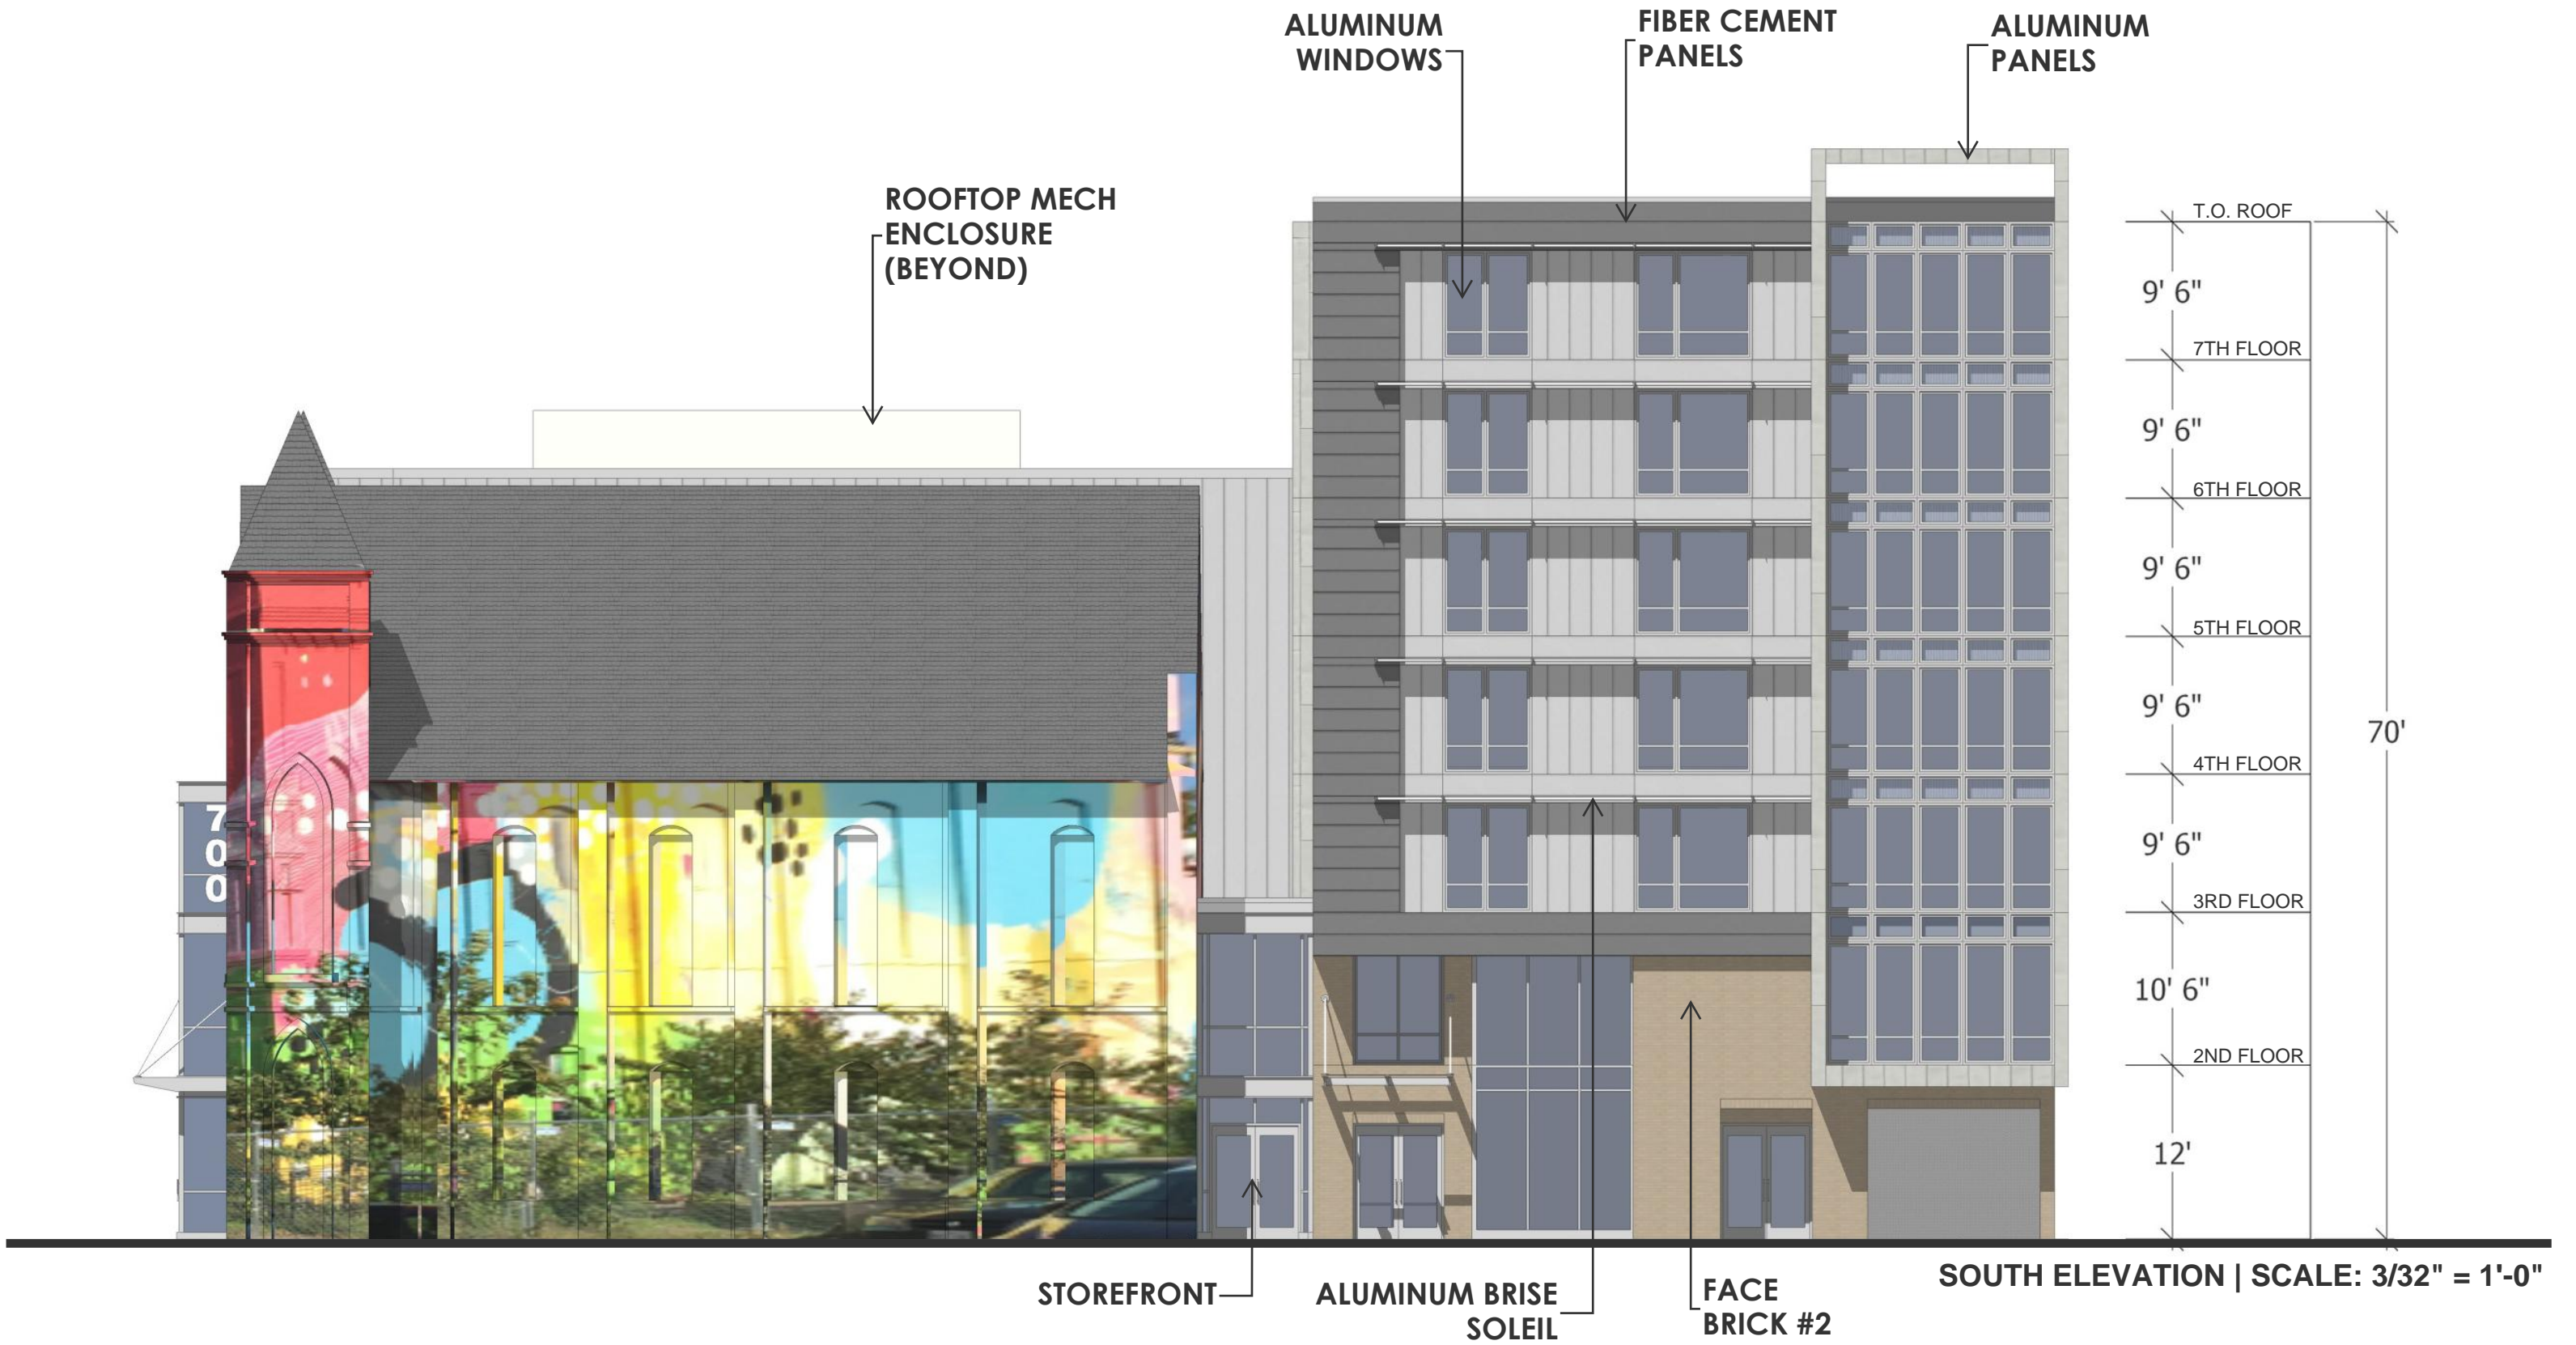 ALUMINUM
WINDOWS
FIBER CEMENT
PANELS
ALUMINUM
PANELS
ROOFTOP MECH
ENCLOSURE
(BEYOND)
T.O. ROOF
9' 6"
7TH FLOOR
9' 6"
6TH FLOOR
9' 6"
5TH FLOOR
9' 6"
70'
4TH FLOOR
9' 6"
3RD FLOOR
10' 6"
2ND FLOOR
12'
7
0
0
STOREFRONT
ALUMINUM BRISE
SOLEIL
FACE
BRICK #2
SOUTH ELEVATION | SCALE: 3/32" = 1'-0"